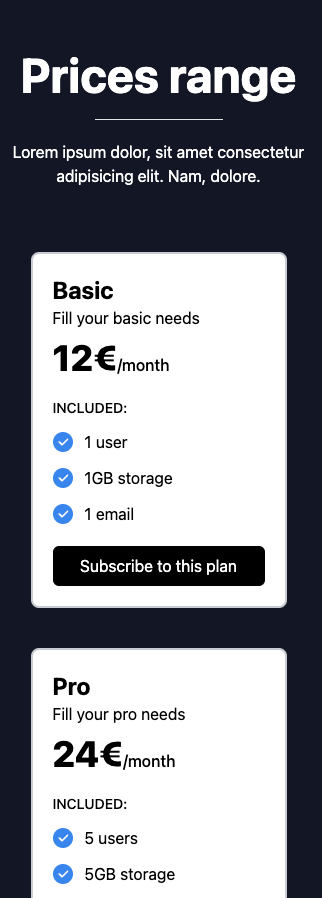 Prices range
Lorem ipsum dolor, sit amet consectetur
adipisicing elit. Nam, dolore.
Basic
Fill your basic needs
12€/month
INCLUDED:
1 user
1GB storage
1 email
Subscribe to this plan
Pro
Fill your pro needs
24€/month
INCLUDED:
5 users
5GB storage